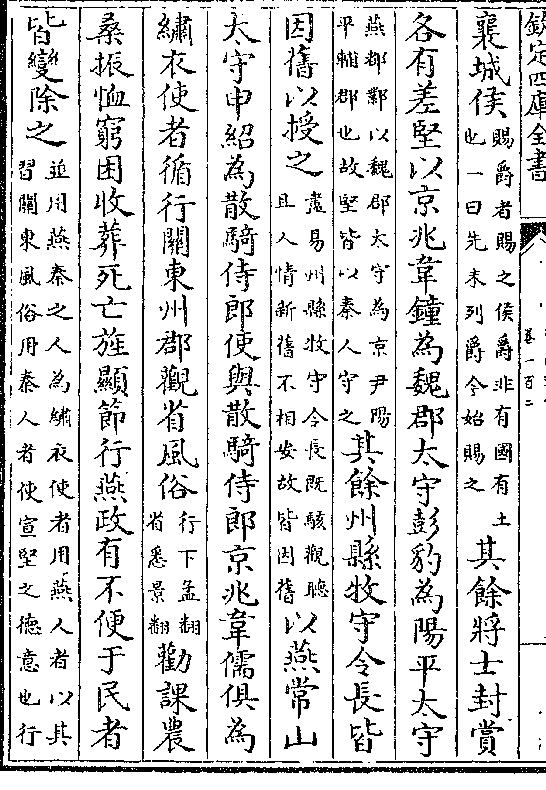 欽定四庫全書
卷一百二
襄城侯賜爵者賜之侯爵非有國有土也一曰先未列爵今始賜之其餘將士封賞
各有差堅以京兆韋鐘為魏郡太守彭豹為陽平太守
燕都鄴以魏郡太守為京尹陽平輔郡也故堅皆以秦人守之其餘州縣牧守令長皆
因舊以授之盡易州縣牧守令長既駭觀聽且人情新舊不相安故皆因舊以燕常山
太守申紹為散騎侍郎使與散騎侍郎京兆韋儒俱為
繡衣使者循行關東州郡觀省風俗行下孟翻省悉景翻勸課農
桑振恤窮困收葬死亡旌顯節行燕政有不便于民者
皆變除之並用燕秦之人為繡衣使者用燕人者以其習關東風俗用秦人者使宣堅之德意也行